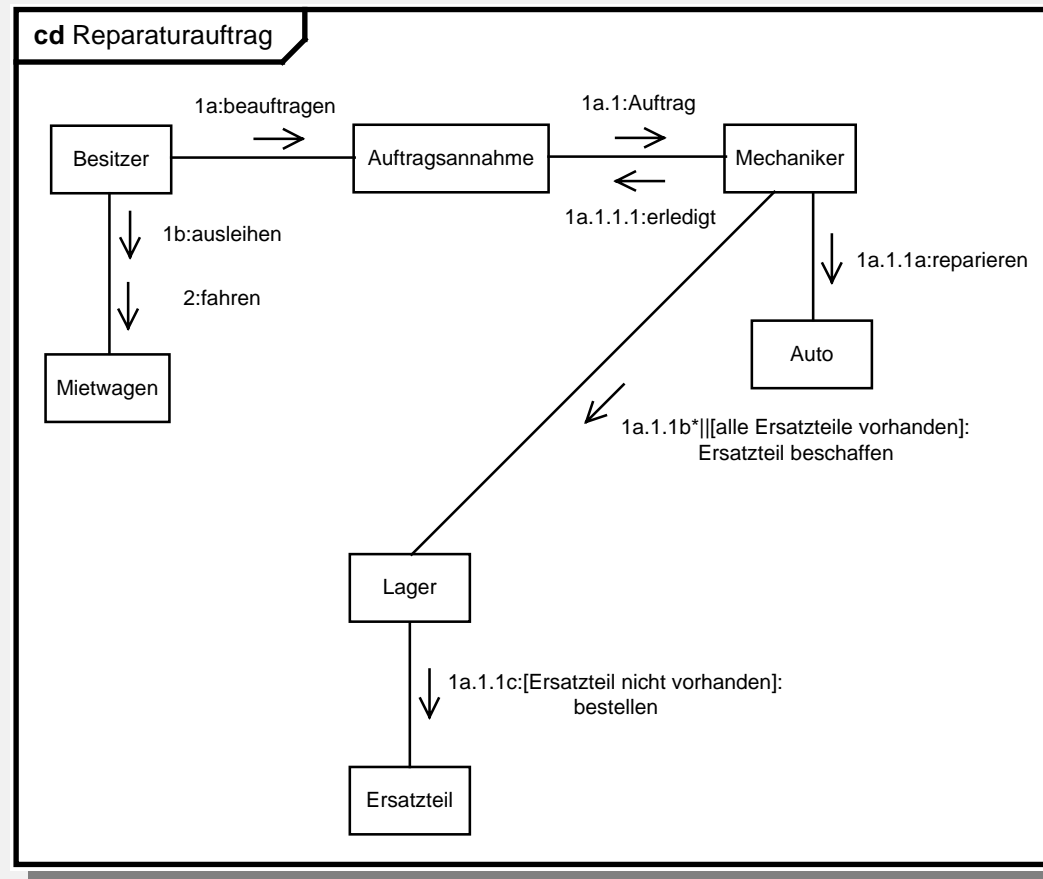 cd Reparaturauftrag
1a:beauftragen
1a.1:Auftrag
Besitzer
Auftragsannahme
Mechaniker
1a.1.1.1:erledigt
1b:ausleihen
1a.1.1a:reparieren
2:fahren
Auto
Mietwagen
1a.1.1b*||[alle Ersatzteile vorhanden]:
Ersatzteil beschaffen
Lager
1a.1.1c:[Ersatzteil nicht vorhanden]:
bestellen
Ersatzteil